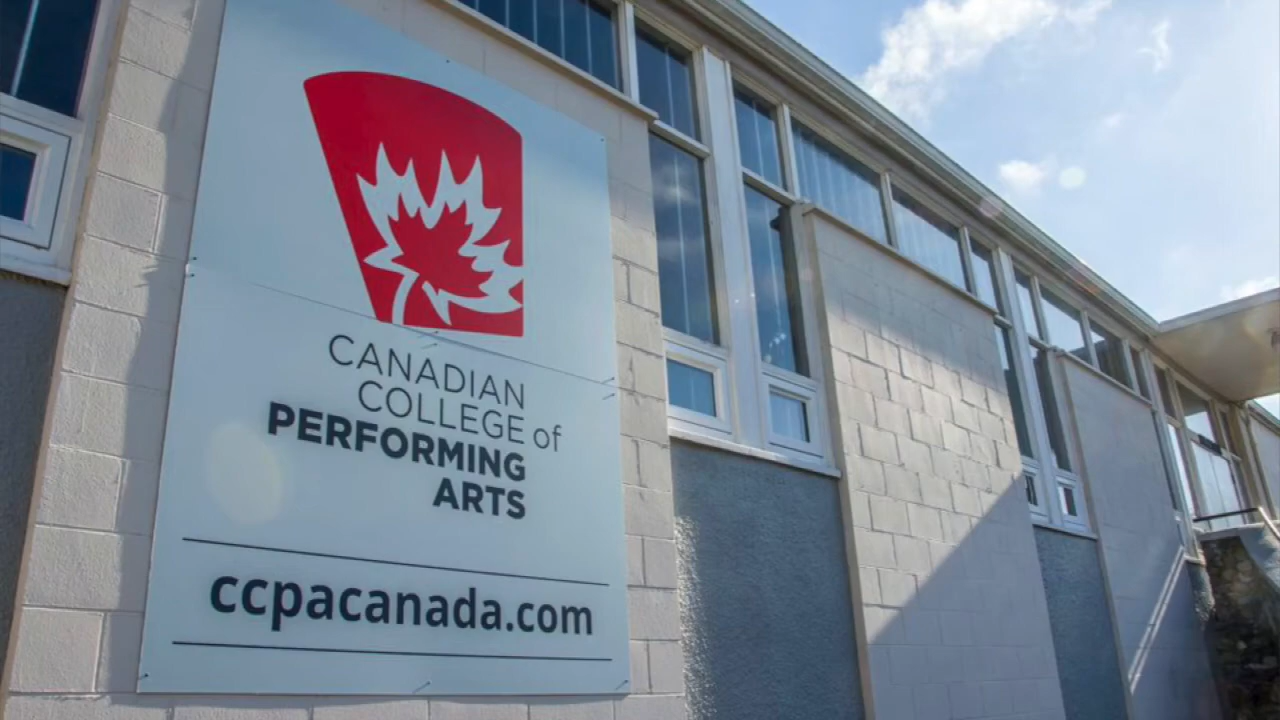 CANADIAN
COLLEGE of
PERFORMING
ARTS
ccpacanada.com